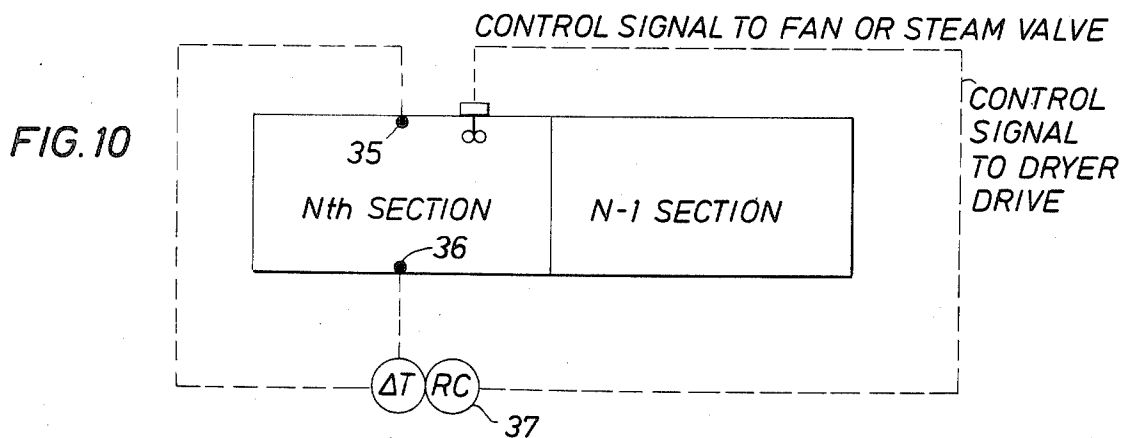 CONTROL SIGNAL TO FAN OR STEAM VALVE
CONTROL
SIGNAL
TO DRYER
DRIVE
FIG. 10
35
Nth SECTION
N-1 SECTION
36
ΔT
RC
37